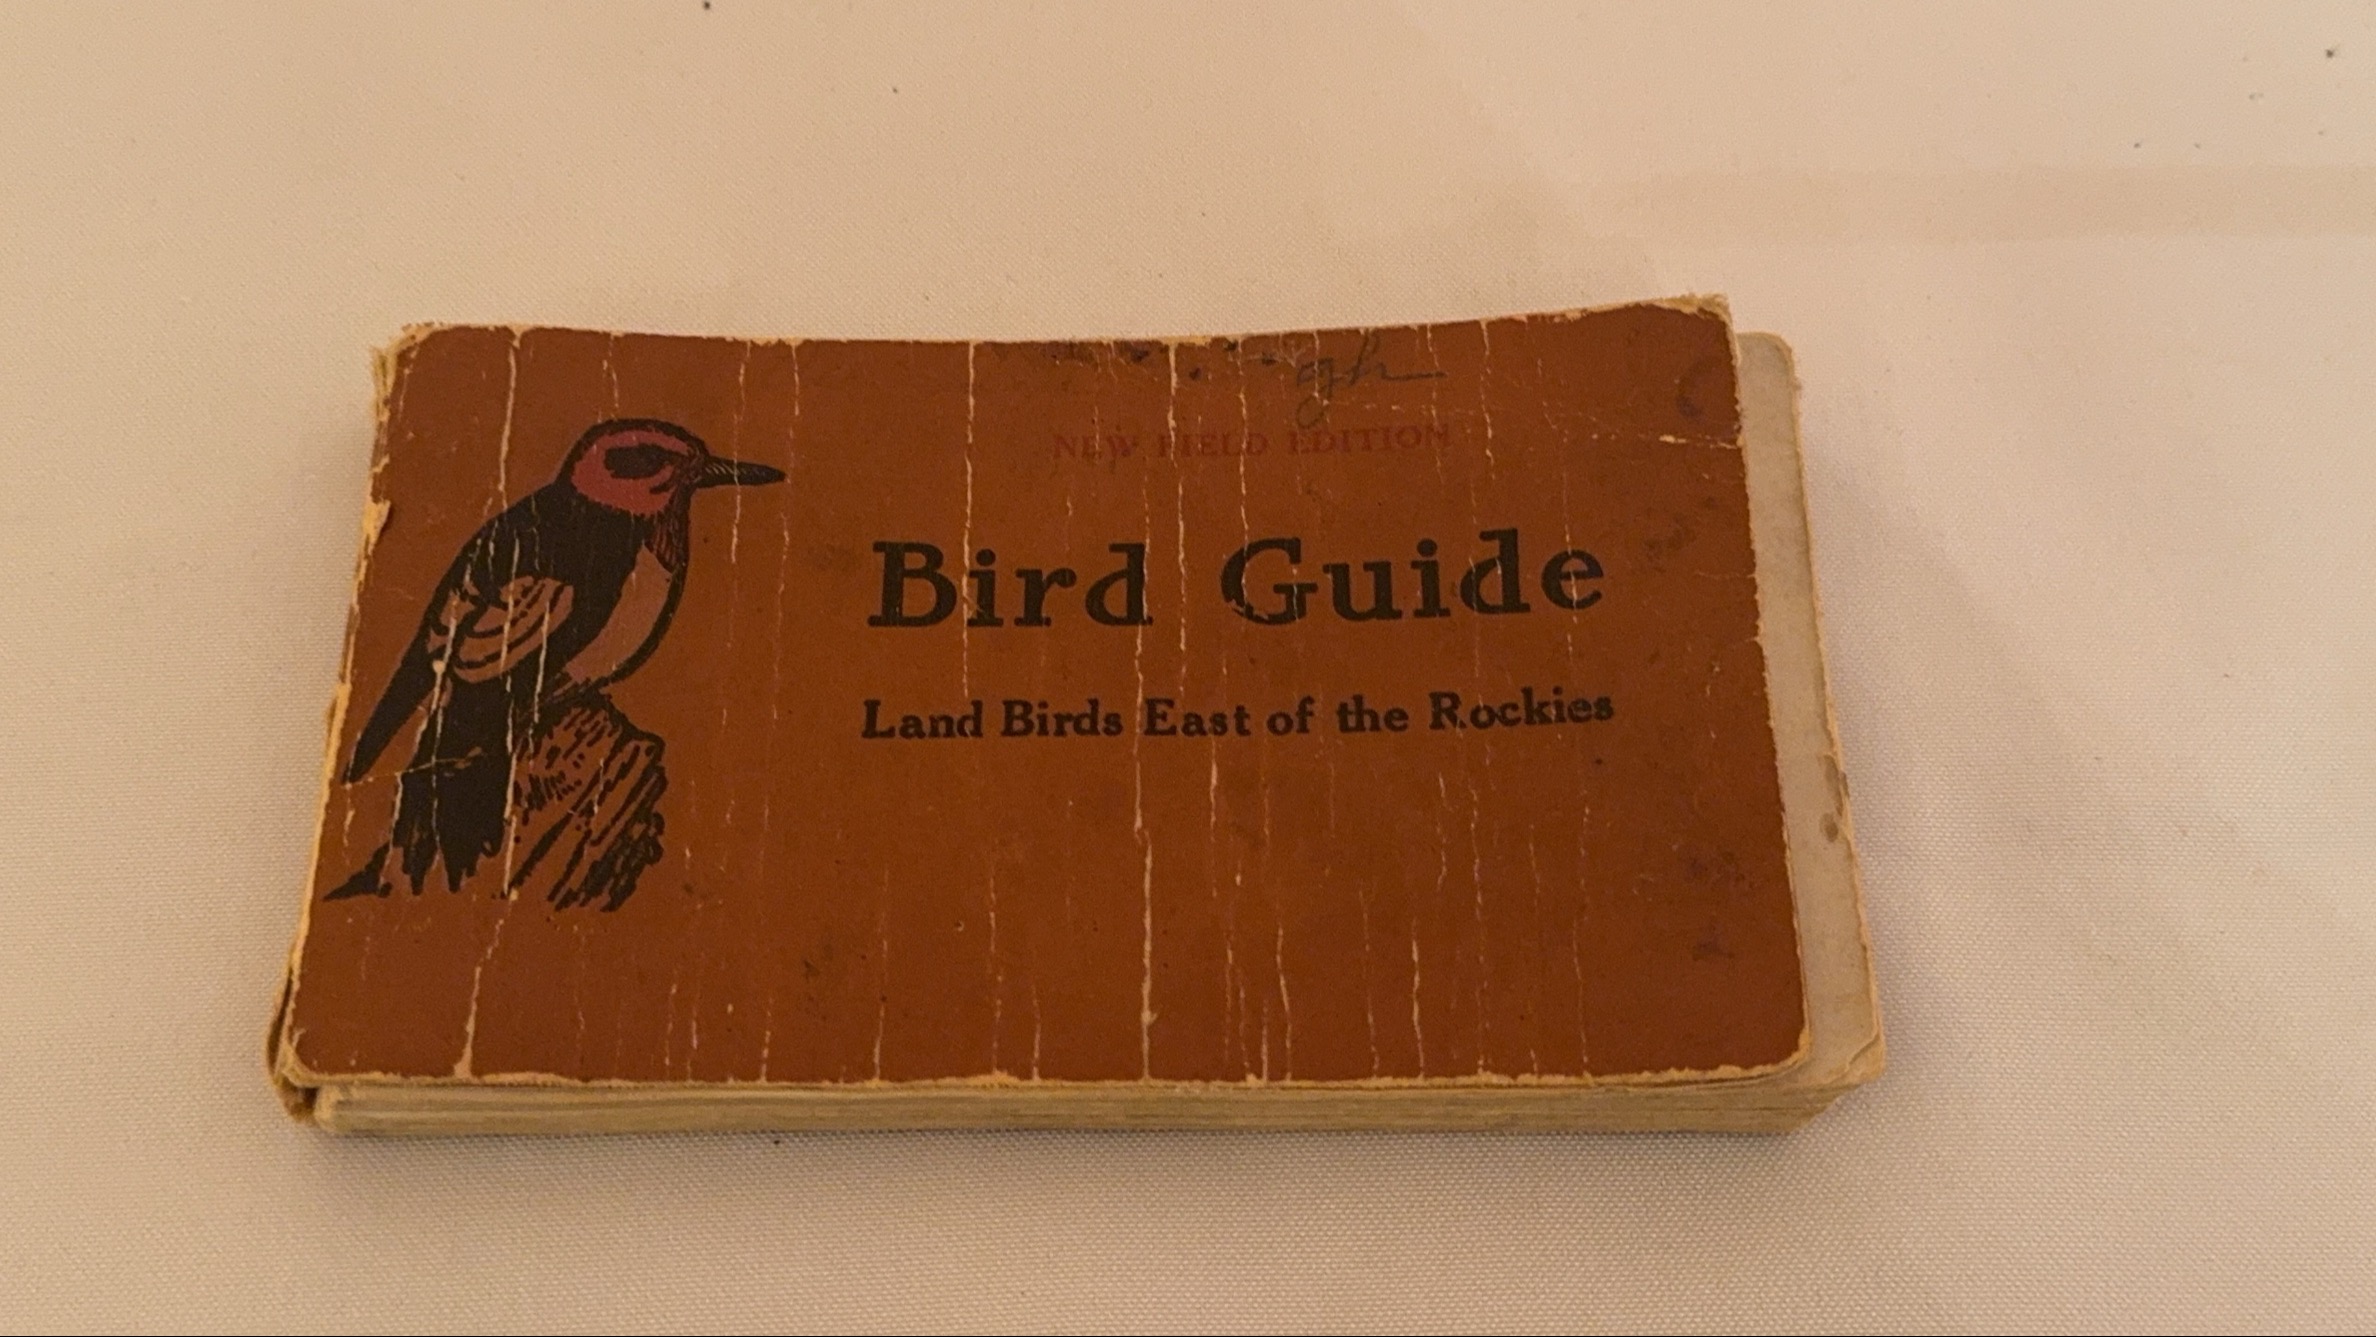 NEW FIELD EDITION
Bird Guide
Land Birds East of the Rockies